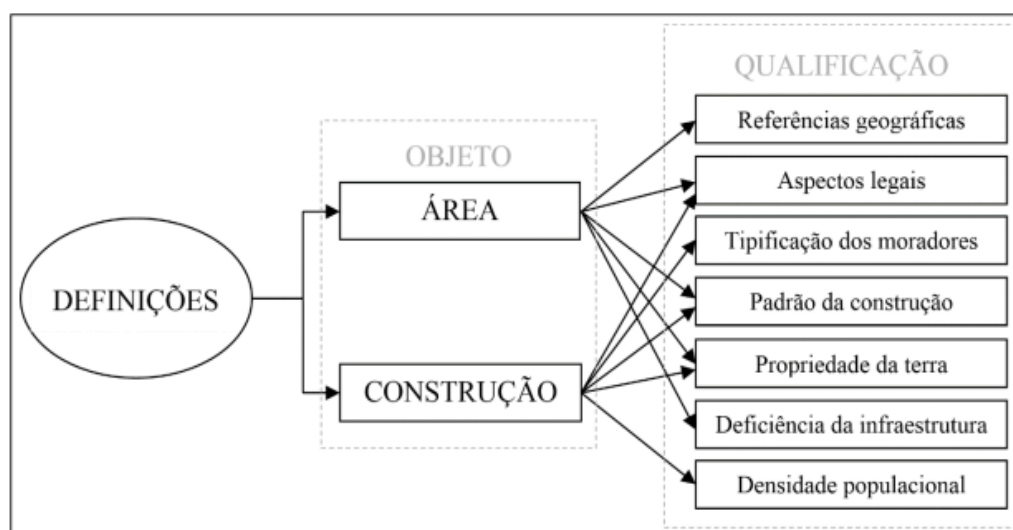 DEFINIÇÕES
OBJETO
ÁREA
CONSTRUÇÃO
QUALIFICAÇÃO
Referências geográficas
Aspectos legais
Tipificação dos moradores
Padrão da construção
Propriedade da terra
Deficiência da infraestrutura
Densidade populacional